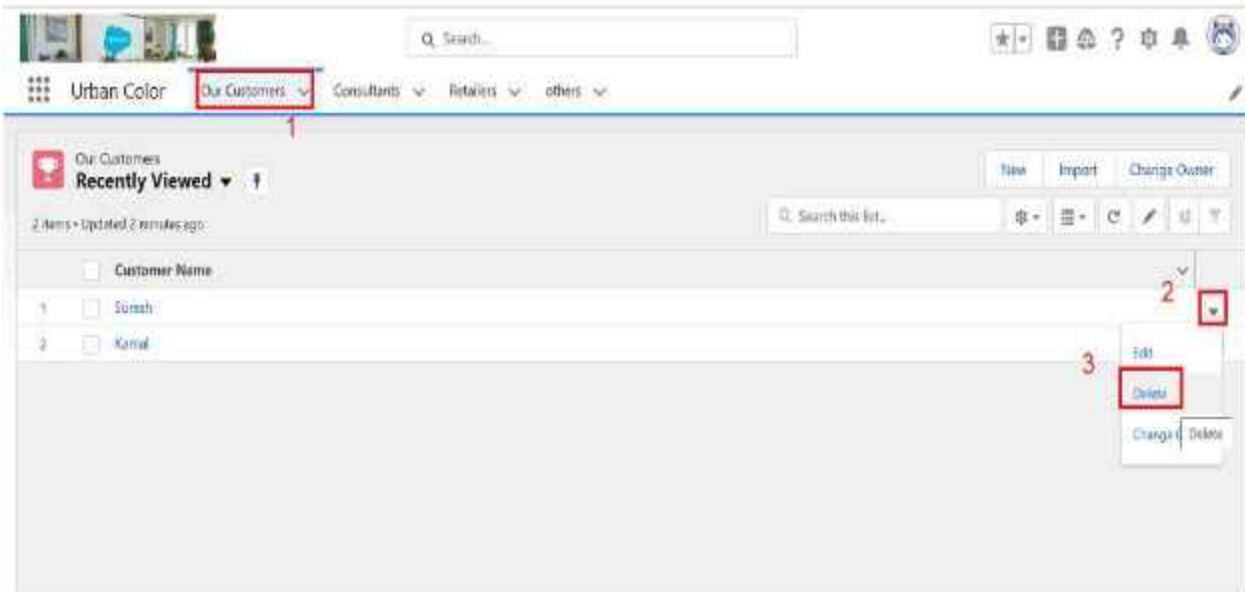 Search...
Urban Color
Our Customers
Consultants
Retailers
others
1
Our Customers
Recently Viewed
New
Import
Change Owner
2 items • Updated 2 minutes ago
Search this list...
Customer Name
2
1
Suresh
2
Kamal
3
Edit
Delete
Change
Delete